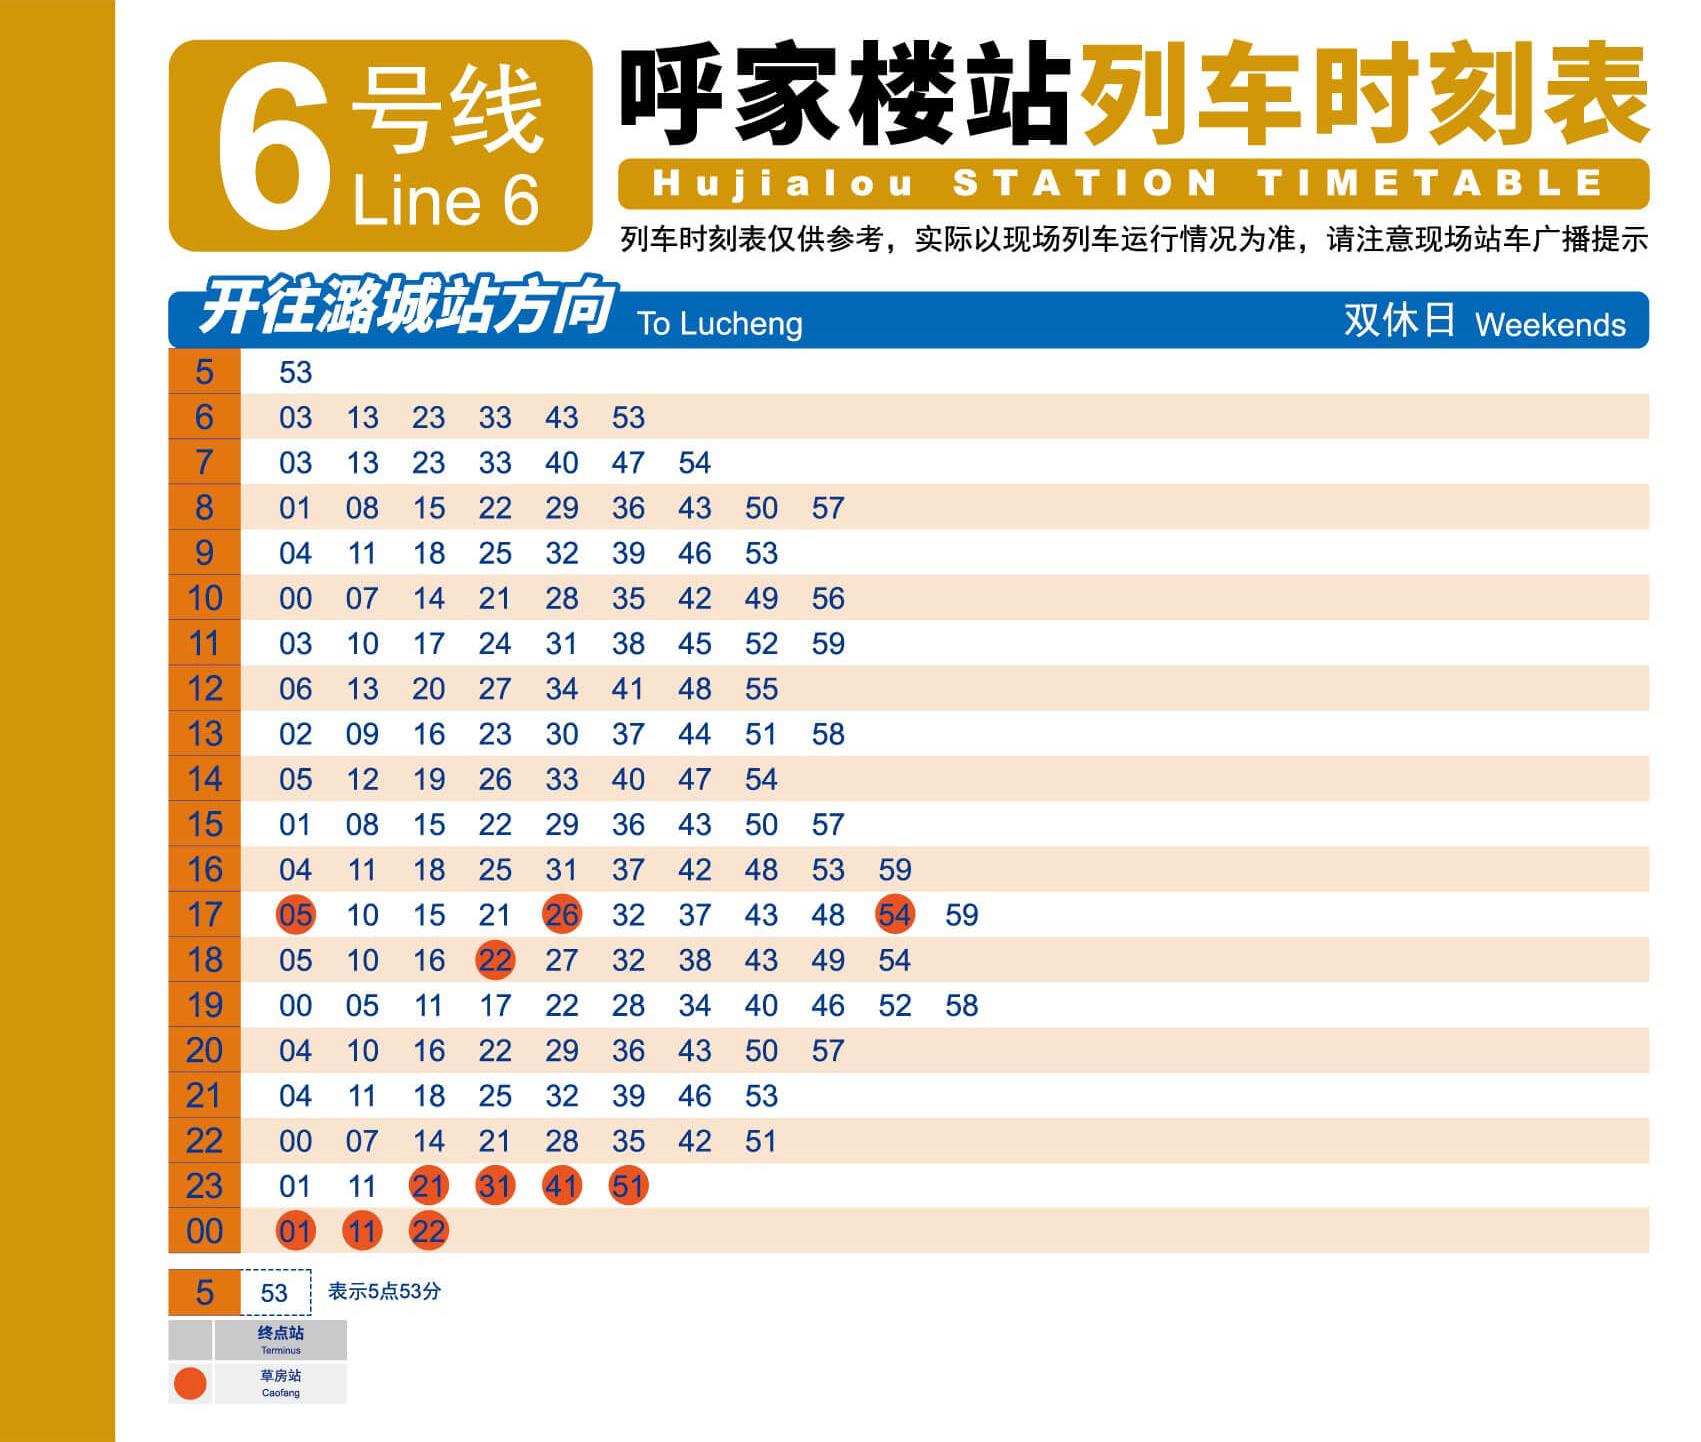 6 号线
Line 6
呼家楼站列车时刻表
Hujialou STATION TIMETABLE
列车时刻表仅供参考，实际以现场列车运行情况为准，请注意现场站车广播提示
开往潞城站方向 To Lucheng 双休日 Weekends
5 53
6 03 13 23 33 43 53
7 03 13 23 33 40 47 54
8 01 08 15 22 29 36 43 50 57
9 04 11 18 25 32 39 46 53
10 00 07 14 21 28 35 42 49 56
11 03 10 17 24 31 38 45 52 59
12 06 13 20 27 34 41 48 55
13 02 09 16 23 30 37 44 51 58
14 05 12 19 26 33 40 47 54
15 01 08 15 22 29 36 43 50 57
16 04 11 18 25 31 37 42 48 53 59
17 05 10 15 21 26 32 37 43 48 54 59
18 05 10 16 22 27 32 38 43 49 54
19 00 05 11 17 22 28 34 40 46 52 58
20 04 10 16 22 29 36 43 50 57
21 04 11 18 25 32 39 46 53
22 00 07 14 21 28 35 42 51
23 01 11 21 31 41 51
00 01 11 22
5 53 表示5点53分
终点站
Terminus
草房站
Caofang